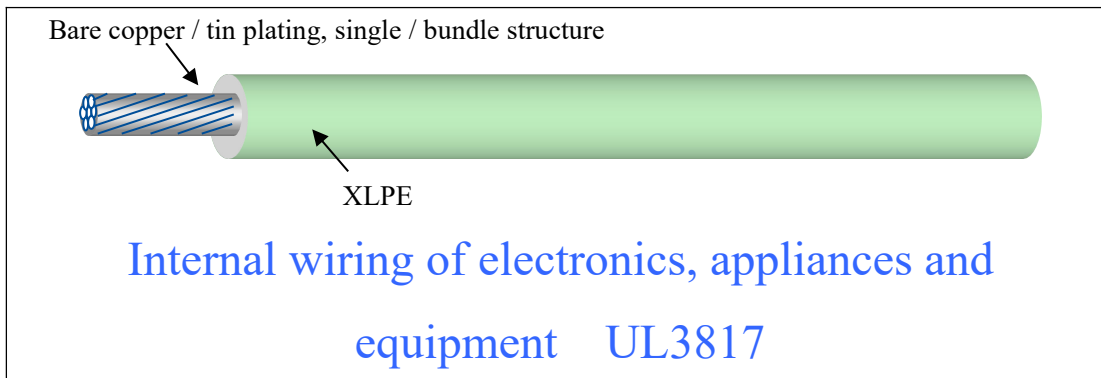 Bare copper / tin plating, single / bundle structure
XLPE
Internal wiring of electronics, appliances and
equipment UL3817